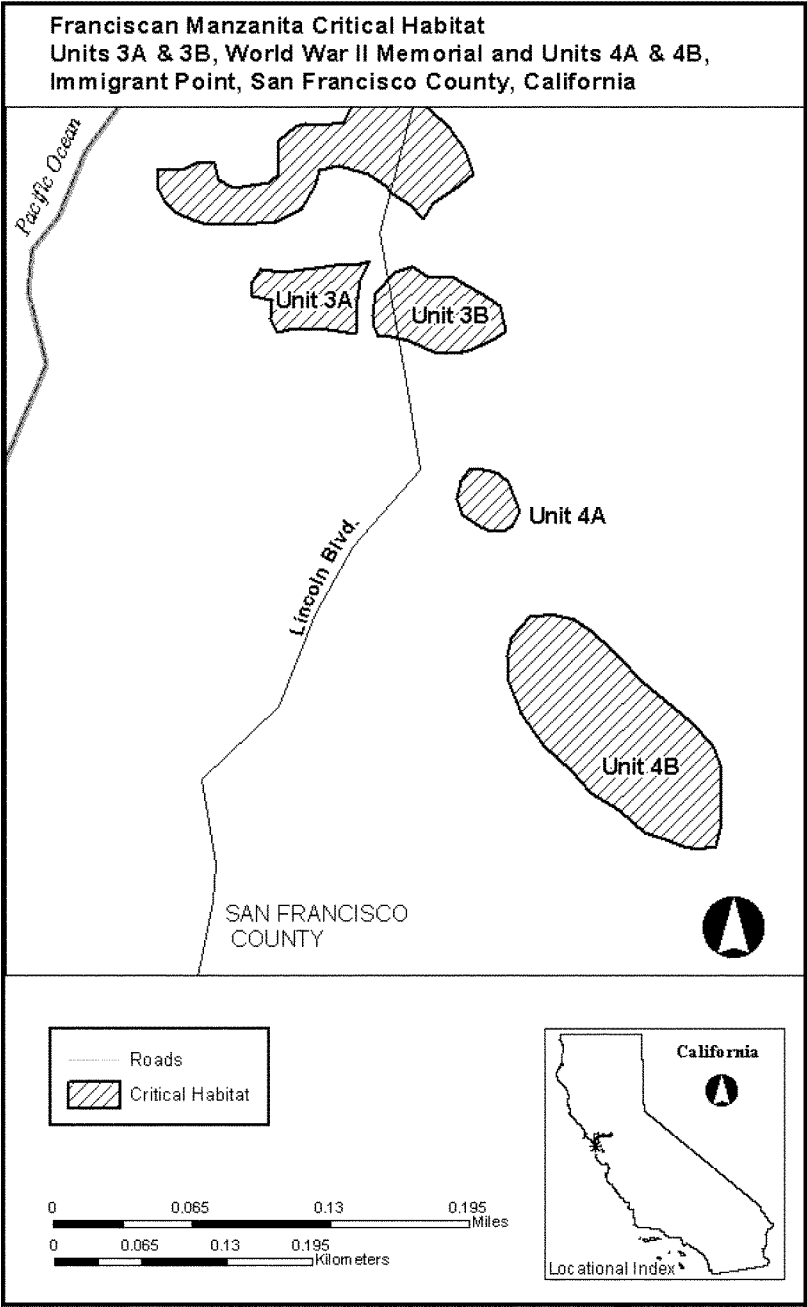 Franciscan Manzanita Critical Habitat
Units 3A & 3B, World War II Memorial and Units 4A & 4B,
Immigrant Point, San Francisco County, California
Pacific Ocean
Unit 3A
Unit 3B
Unit 4A
Lincoln Blvd.
Unit 4B
SAN FRANCISCO
COUNTY
Roads
Critical Habitat
California
Locational Index
0 0.065 0.13 0.195
Miles
0 0.065 0.13 0.195
Kilometers